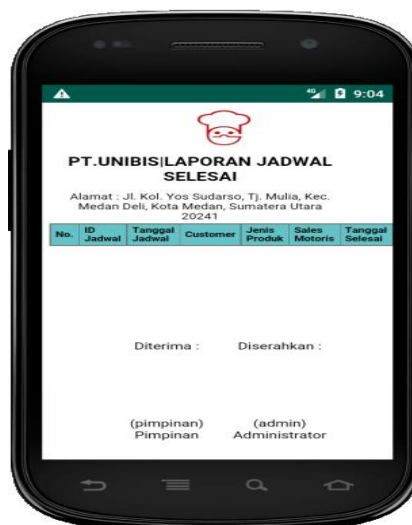 4G 9:04
PT.UNIBIS|LAPORAN JADWAL
SELESAI
Alamat : Jl. Kol. Yos Sudarso, Tj. Mulia, Kec.
Medan Deli, Kota Medan, Sumatera Utara
20241
No. ID Jadwal Tanggal Jadwal Customer Jenis Produk Sales Motoris Tanggal Selesai
Diterima : Diserahkan :
(pimpinan) (admin)
Pimpinan Administrator